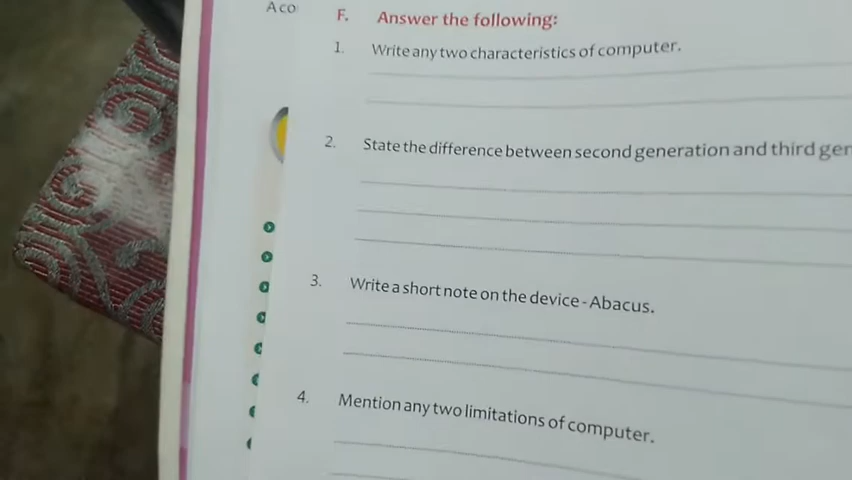 A co
F. Answer the following:
1. Write any two characteristics of computer.
2. State the difference between second generation and third gen
3. Write a short note on the device - Abacus.
4. Mention any two limitations of computer.